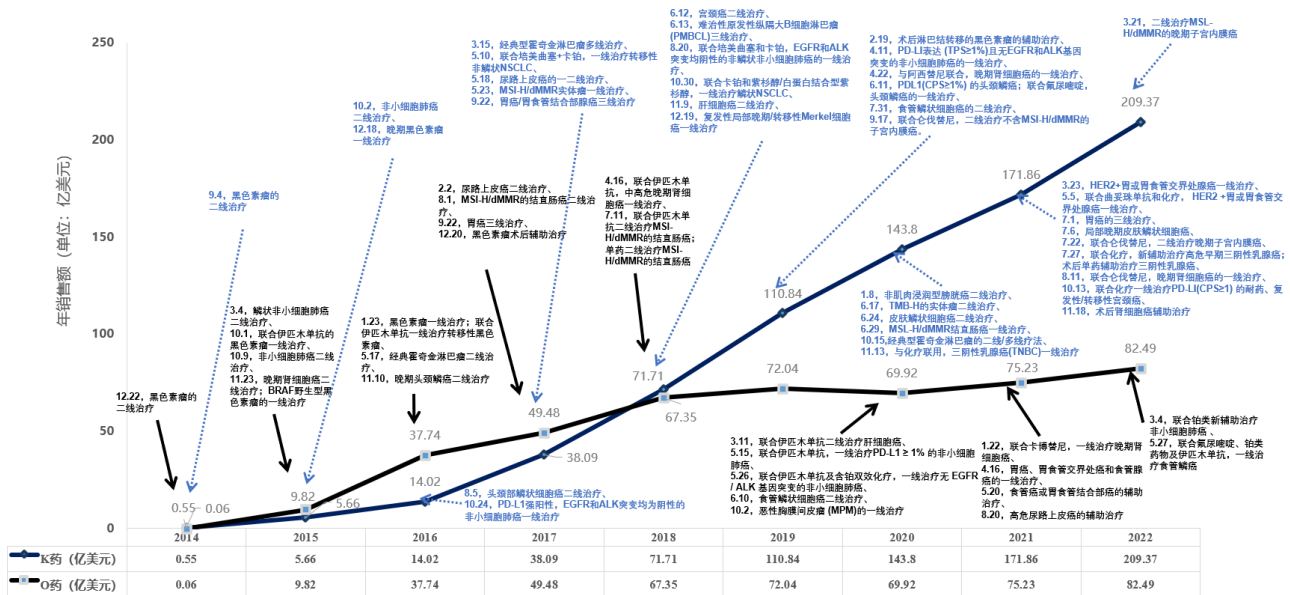 250
200
150
100
50
0
年销售额（单位：亿美元）
9.4，黑色素瘤的
二线治疗
10.2，非小细胞肺癌
二线治疗、
12.18，晚期黑色素瘤
一线治疗
3.15，经典型霍奇金淋巴瘤多线治疗、
5.10，联合培美曲塞+卡铂，一线治疗转移性
非鳞状NSCLC、
5.18，尿路上皮癌的一二线治疗、
5.23，MSI-H/dMMR实体瘤一线治疗、
9.22，胃癌/胃食管结合部腺癌三线治疗
6.12，宫颈癌二线治疗、
6.13，难治性原发性纵隔大B细胞淋巴瘤
(PMBCL)三线治疗、
8.20，联合培美曲塞和卡铂，EGFR和ALK
突变均阴性的非鳞状非小细胞肺癌的一线治
疗、
10.30，联合卡铂和紫杉醇/白蛋白结合型紫
杉醇，一线治疗鳞状NSCLC、
11.9，肝细胞癌二线治疗、
12.19，复发性局部晚期/转移性Merkel细胞
癌一线治疗
2.19，术后淋巴结转移的黑色素瘤的辅助治疗、
4.11，PD-LI表达 (TPS≥1%)且无EGFR和ALK基因
突变的非小细胞肺癌的一线治疗、
4.22，与阿西替尼联合，晚期肾细胞癌的一线治疗、
6.11，PDL1(CPS≥1%) 的头颈鳞癌；联合氟尿嘧啶，
头颈鳞癌的一线治疗、
7.31，食管鳞状细胞癌的二线治疗、
9.17，联合仑伐替尼，二线治疗不含MSI-H/dMMR的
子宫内膜癌。
3.21，二线治疗MSL-
H/dMMR的晚期子宫内膜癌
12.22，黑色素瘤的
二线治疗
3.4，鳞状非小细胞肺癌
二线治疗、
10.1，联合伊匹木单抗的
黑色素瘤一线治疗、
10.9，非小细胞肺癌二线
治疗、
11.23，晚期肾细胞癌二
线治疗；BRAF野生型黑
色素瘤的一线治疗
1.23，黑色素瘤一线治疗；联合
伊匹木单抗一线治疗转移性黑色
素瘤、
5.17，经典霍奇金淋巴瘤二线治
疗、
11.10，晚期头颈鳞癌二线治疗
2.2，尿路上皮癌二线治疗、
8.1，MSI-H/dMMR的结直肠癌二线治疗
、
9.22，胃癌三线治疗、
12.20，黑色素瘤术后辅助治疗
4.16，联合伊匹木单
抗，中高危晚期肾细
胞癌一线治疗、
7.11，联合伊匹木单
抗二线治疗MSI-
H/dMMR的结直肠癌；
单药二线治疗MSI-
H/dMMR的结直肠癌
8.5，头颈部鳞状细胞癌二线治疗、
10.24，PD-L1强阳性，EGFR和ALK突变均为阴性的
非小细胞肺癌一线治疗
1.8，非肌肉浸润型膀胱癌二线治疗、
6.17，TMB-H的实体瘤二线治疗、
6.24，皮肤鳞状细胞癌二线治疗、
6.29，MSL-H/dMMR结直肠癌一线治疗、
10.15,经典型霍奇金淋巴瘤的二线/多线疗法、
11.13，与化疗联用，三阴性乳腺癌(TNBC)一线治疗
3.23，HER2+胃或胃食管交界处腺癌一线治疗、
5.5，联合曲妥珠单抗和化疗， HER2 +胃或胃食管交
界处腺癌一线治疗、
7.1，胃癌的三线治疗、
7.6，局部晚期皮肤鳞状细胞癌、
7.22，联合仑伐替尼，二线治疗晚期子宫内膜癌、
7.27，联合化疗，新辅助治疗高危早期三阴性乳腺癌；
术后单药辅助治疗三阴性乳腺癌、
8.11，联合仑伐替尼，晚期肾细胞癌的一线治疗、
10.13，联合化疗一线治疗PD-LI(CPS≥1) 的耐药、复
发性/转移性宫颈癌、
11.18，术后肾细胞癌辅助治疗
3.11，联合伊匹木单抗二线治疗肝细胞癌、
5.15，联合伊匹木单抗，一线治疗PD-L1 ≥ 1% 的非小细胞
肺癌、
5.26，联合伊匹木单抗及含铂双效化疗，一线治疗无 EGFR
/ ALK 基因突变的非小细胞肺癌、
6.10，食管鳞状细胞癌二线治疗、
10.2，恶性胸膜间皮瘤 (MPM)的一线治疗
1.22，联合卡博替尼，一线治疗晚期肾
细胞癌、
4.16，胃癌、胃食管交界处癌和食管腺
癌的一线治疗、
5.20，食管癌或胃食管结合部癌的辅助
治疗、
8.20，高危尿路上皮癌的辅助治疗
3.4，联合铂类新辅助治疗
非小细胞肺癌 、
5.27，联合氟尿嘧啶、铂类
药物及伊匹木单抗，一线治
疗食管鳞癌
0.55
0.06
9.82
5.66
37.74
14.02
49.48
38.09
71.71
67.35
110.84
72.04
143.8
69.92
171.86
75.23
209.37
82.49
2014 2015 2016 2017 2018 2019 2020 2021 2022
K药（亿美元） 0.55 5.66 14.02 38.09 71.71 110.84 143.8 171.86 209.37
O药（亿美元） 0.06 9.82 37.74 49.48 67.35 72.04 69.92 75.23 82.49